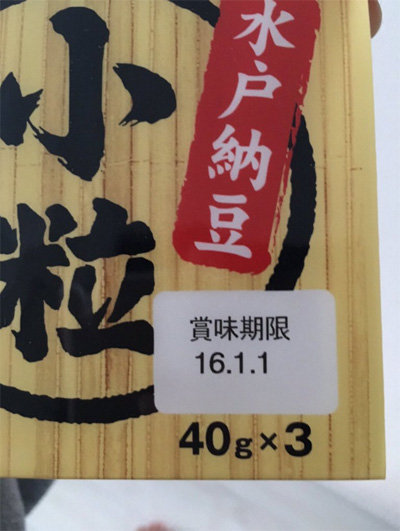 小粒
水戸納豆
賞味期限
16.1.1
40g×3